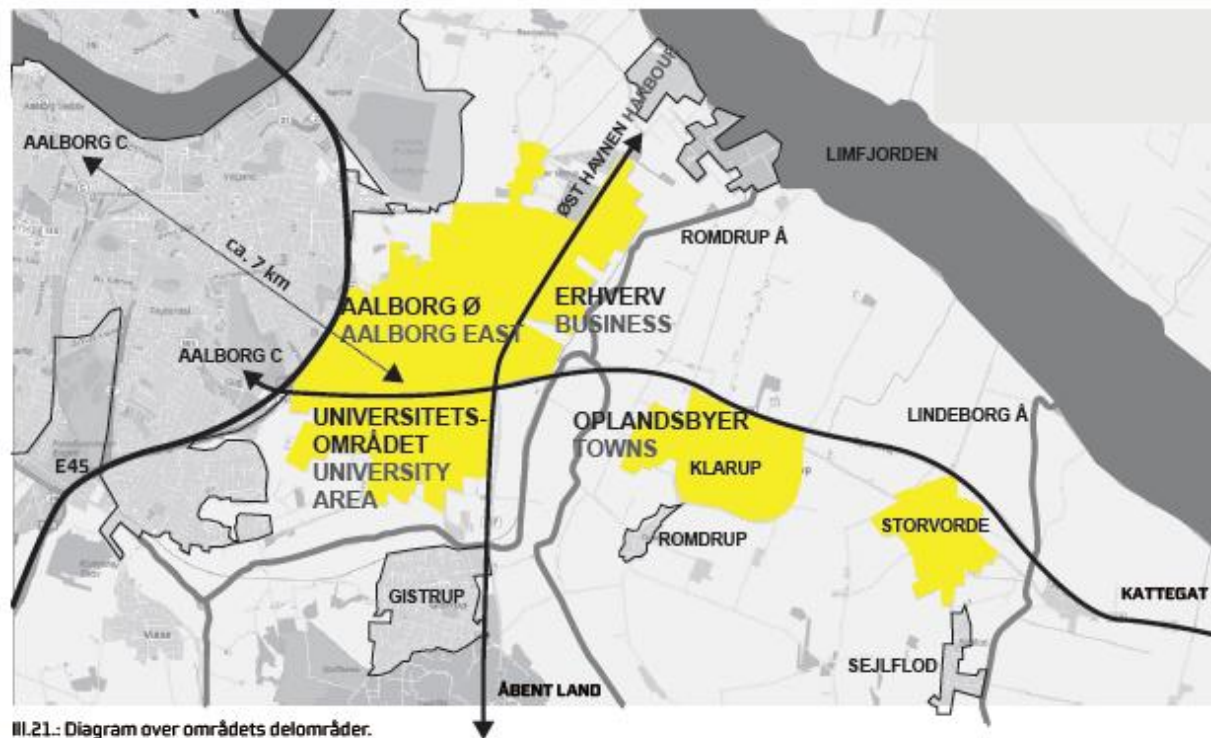 AALBORG C
LIMFJORDEN
ØST HAVNEN HARBOUR
ROMDRUP Å
ca. 7 km
AALBORG Ø
AALBORG EAST
ERHVERV
BUSINESS
AALBORG C
UNIVERSITETS-
OMRÅDET
UNIVERSITY
AREA
OPLANDSBYER
TOWNS
KLARUP
LINDEBORG Å
E45
STORVORDE
ROMDRUP
GISTRUP
KATTEGAT
SEJLFLOD
ÅBENT LAND
Ill.21.: Diagram over områdets delområder.